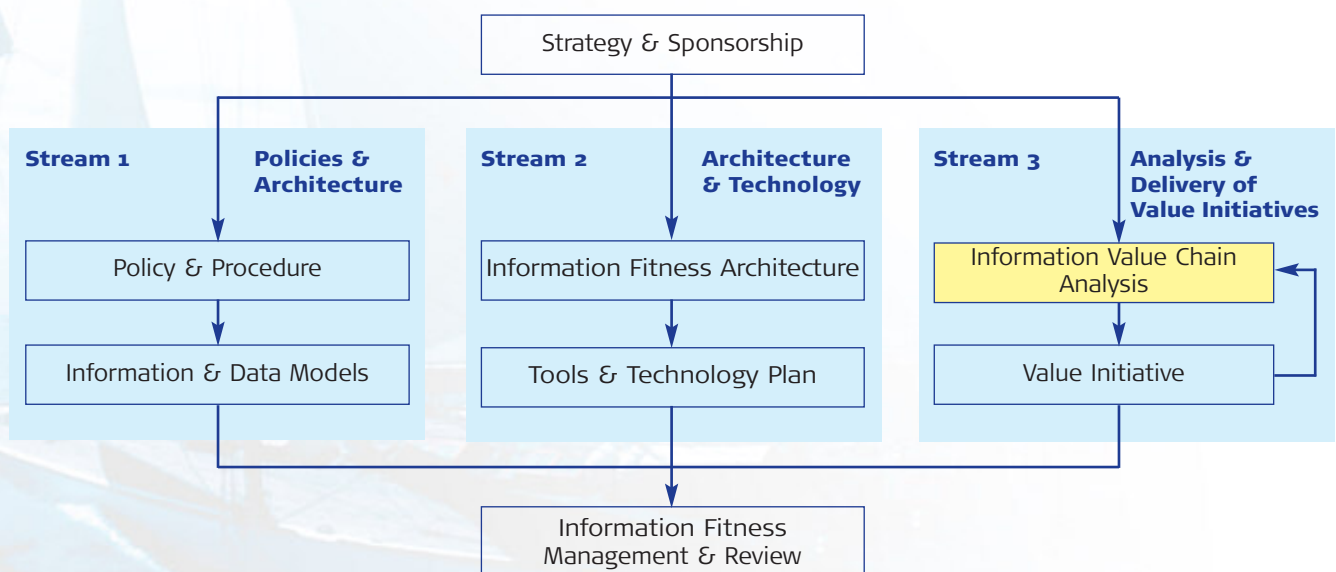 Strategy & Sponsorship
Stream 1
Policies &
Architecture
Policy & Procedure
Information & Data Models
Stream 2
Architecture
& Technology
Information Fitness Architecture
Tools & Technology Plan
Stream 3
Analysis &
Delivery of
Value Initiatives
Information Value Chain
Analysis
Value Initiative
Information Fitness
Management & Review